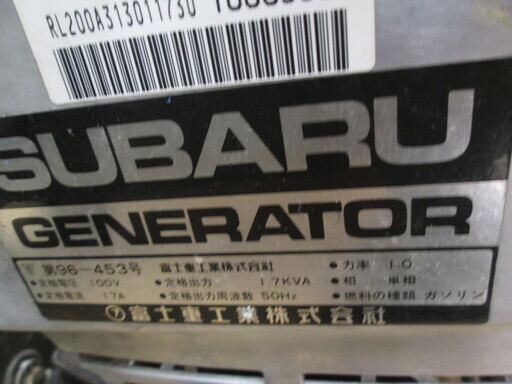 RL200A313011730
SUBARU
GENERATOR
第96-453号 富士重工業株式会社 ●力率 1.0
●定格電圧 100V ●定格出力 1.7KVA ●相 単相
●定格電流 17A ●定格出力周波数 50Hz ●燃料の種類 ガソリン
富士重工業株式会社